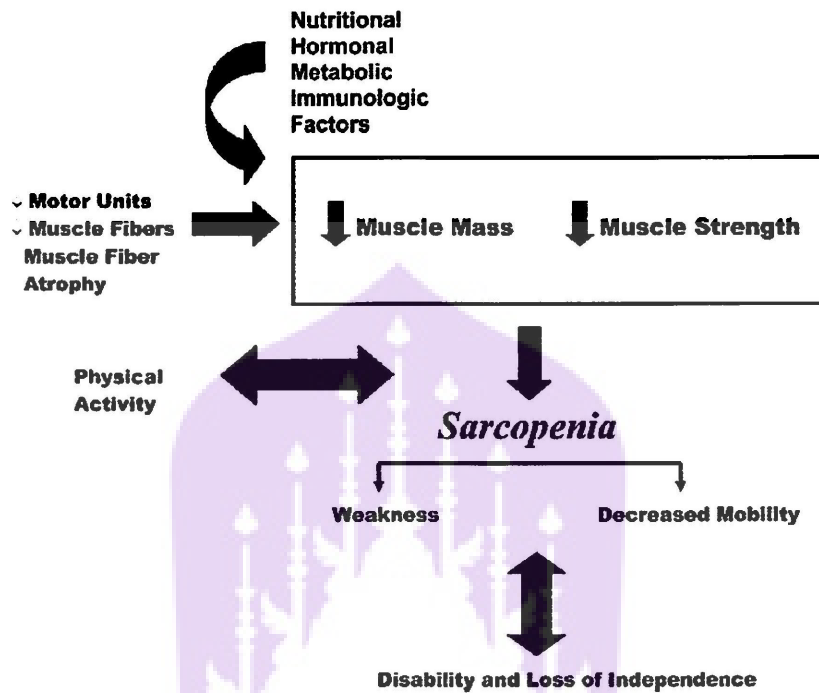 Nutritional
Hormonal
Metabolic
Immunologic
Factors
Motor Units
Muscle Fibers
Muscle Fiber
Atrophy
Muscle Mass
Muscle Strength
Physical
Activity
Sarcopenia
Weakness
Decreased Mobility
Disability and Loss of Independence